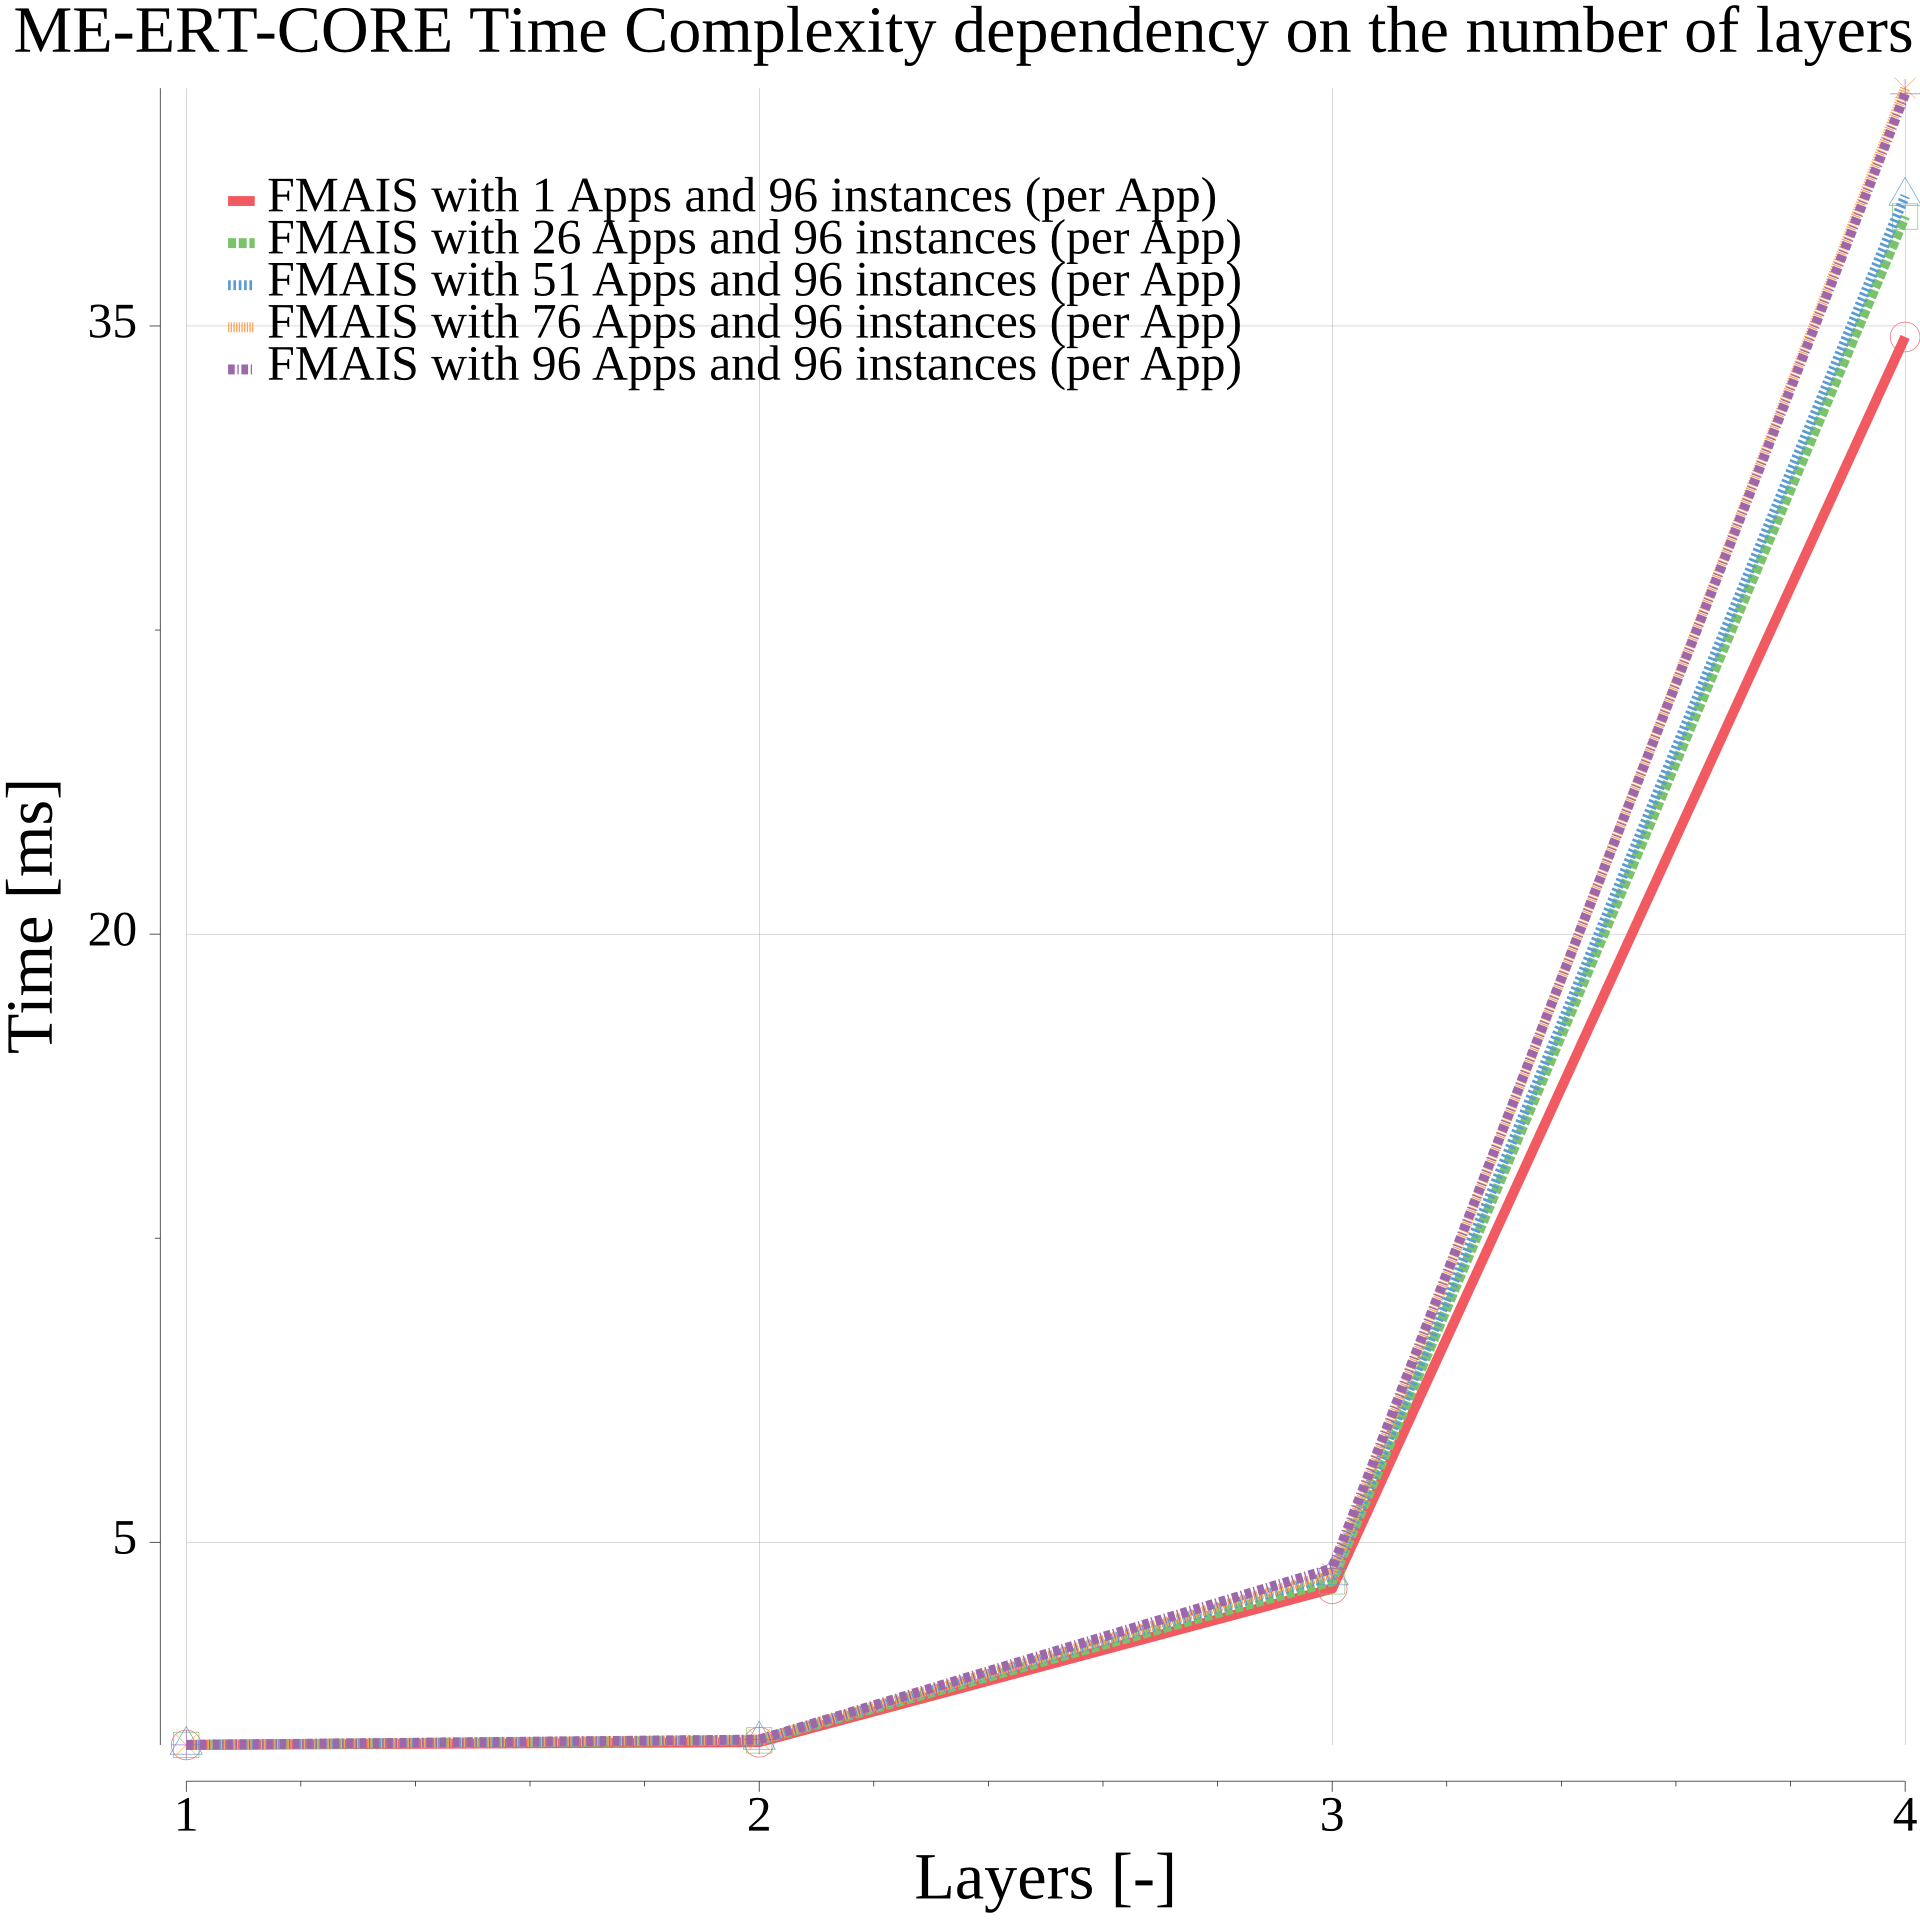 ME-ERT-CORE Time Complexity dependency on the number of layers
FMAIS with 1 Apps and 96 instances (per App)
FMAIS with 26 Apps and 96 instances (per App)
FMAIS with 51 Apps and 96 instances (per App)
FMAIS with 76 Apps and 96 instances (per App)
FMAIS with 96 Apps and 96 instances (per App)
35
20
5
Time [ms]
1 2 3 4
Layers [-]